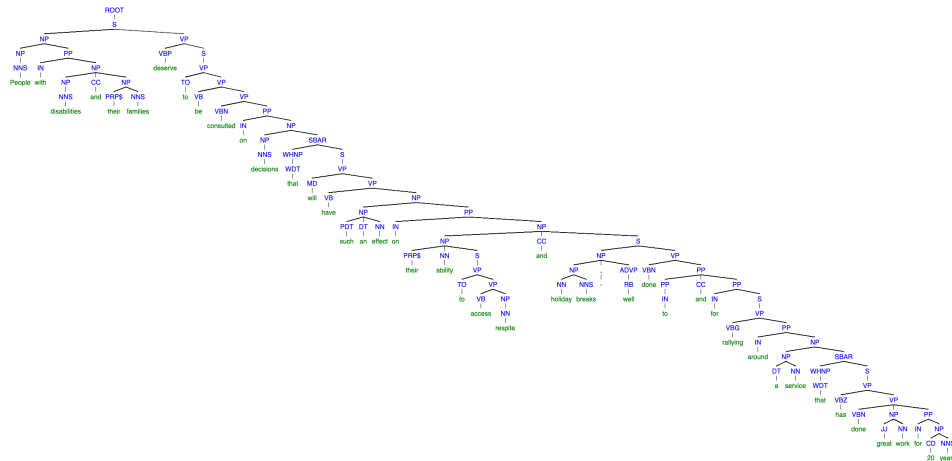 ROOT
S
NP VP
NP PP VBP S
NNS IN NP deserve VP
People with NP CC NP TO VP
NNS and PRP$ NNS to VB VP
disabilities their families be VBN PP
consulted IN NP
on NP SBAR
NNS WHNP S
decisions WDT VP
that MD VP
will VB NP
have NP PP
PDT DT NN IN NP
such an effect on NP CC S
PRP$ NN S and NP VP
their ability VP NP : ADVP VBN PP
TO VP NN NNS - RB done PP CC PP
to VB NP holiday breaks well IN and IN S
access NN to for VP
respite VBG PP
rallying IN NP
around NP SBAR
DT NN WHNP S
a service WDT VP
that VBZ VP
has VBN NP PP
done JJ NN IN NP
great work for CD NNS
20 years